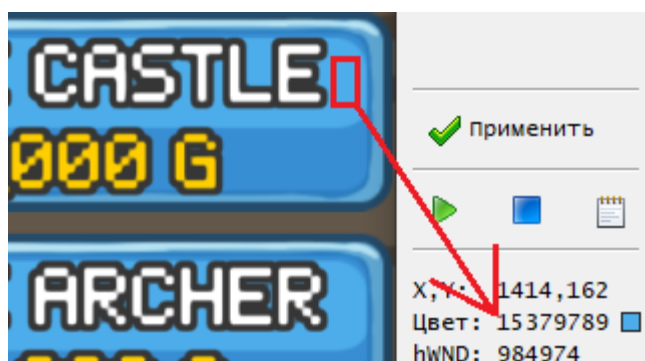 CASTLE
,000 G
Применить
X,Y: 1414,162
Цвет: 15379789
ARCHER
hWND: 984974